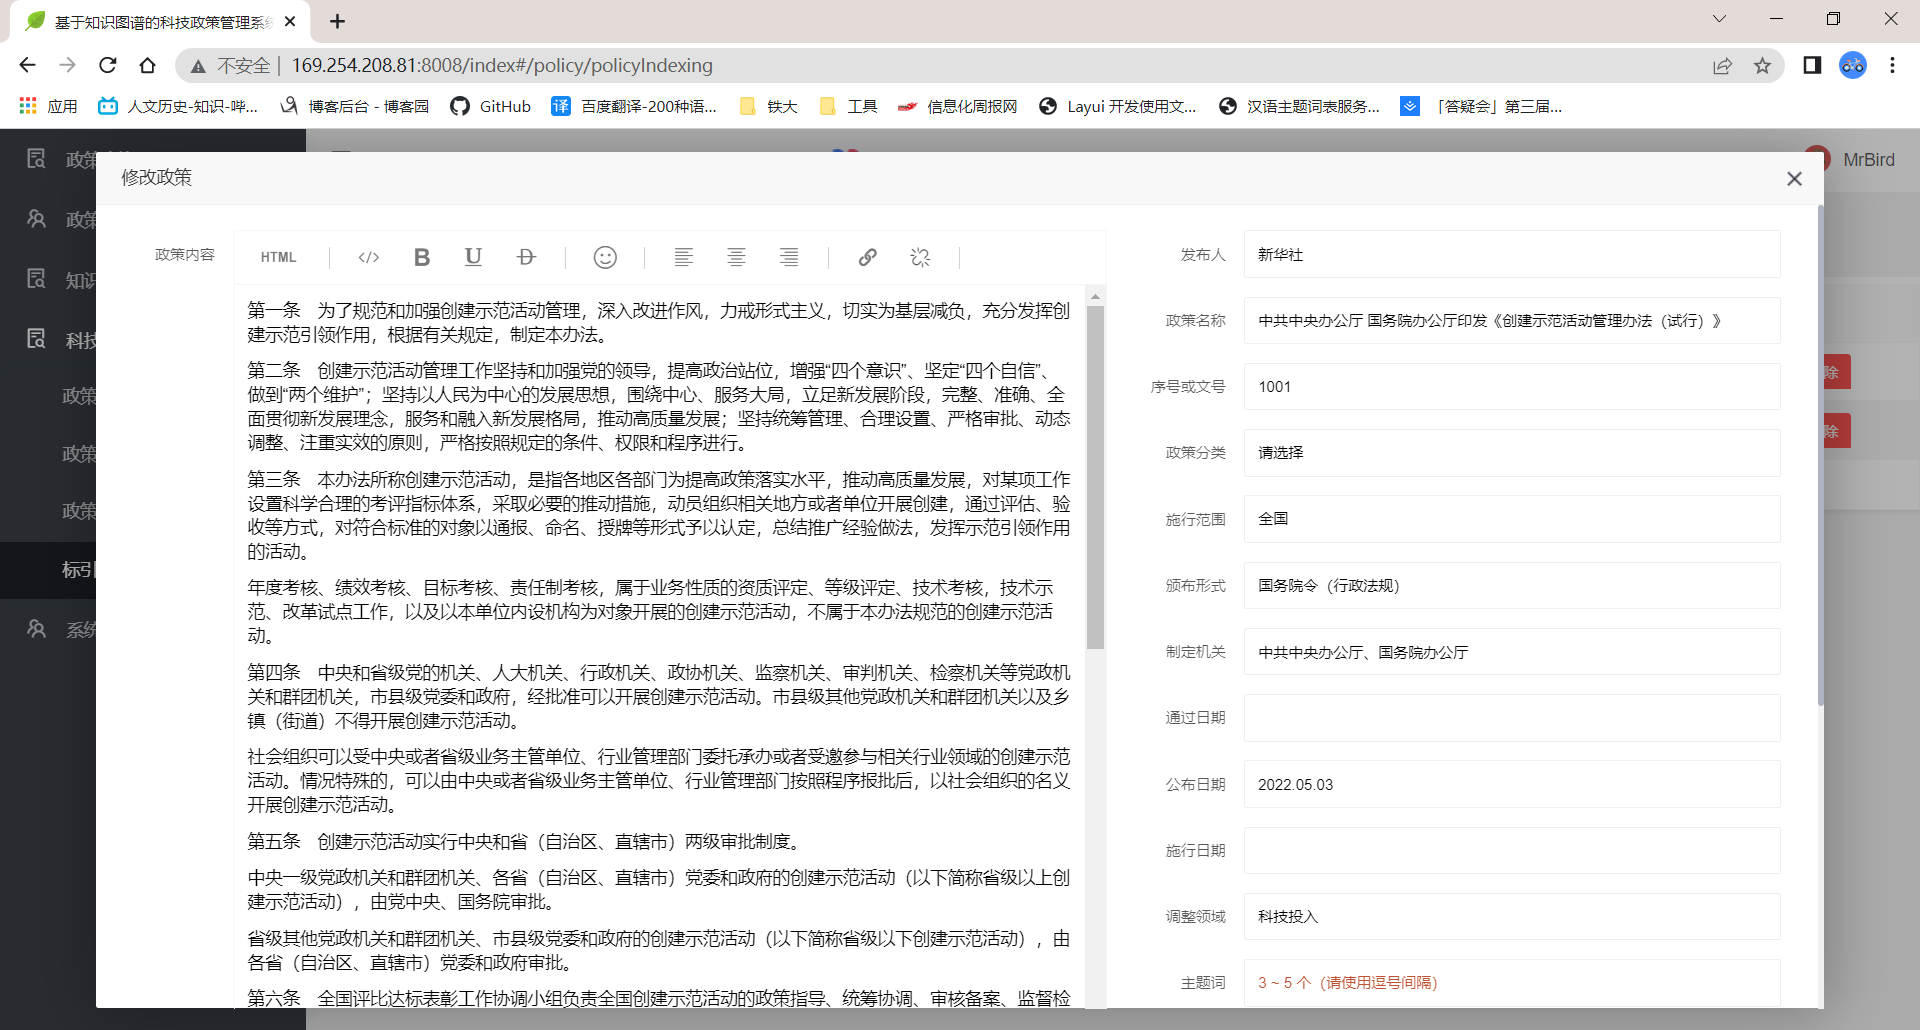 基于知识图谱的科技政策管理系
不安全 169.254.208.81:8008/index#/policy/policyIndexing
应用 人文历史-知识-哔... 博客后台 - 博客园 GitHub 译 百度翻译-200种语... 铁大 工具 信息化周报网 Layui 开发使用文... 汉语主题词表服务... 「答疑会」第三届...
MrBird
政策
政策
知识
科技
政策
政策
政策
标引
系统
除
除
修改政策
政策内容
HTML </> B U D
第一条 为了规范和加强创建示范活动管理，深入改进作风，力戒形式主义，切实为基层减负，充分发挥创
建示范引领作用，根据有关规定，制定本办法。
第二条 创建示范活动管理工作坚持和加强党的领导，提高政治站位，增强“四个意识”、坚定“四个自信”、
做到“两个维护”；坚持以人民为中心的发展思想，围绕中心、服务大局，立足新发展阶段，完整、准确、全
面贯彻新发展理念，服务和融入新发展格局，推动高质量发展；坚持统筹管理、合理设置、严格审批、动态
调整、注重实效的原则，严格按照规定的条件、权限和程序进行。
第三条 本办法所称创建示范活动，是指各地区各部门为提高政策落实水平，推动高质量发展，对某项工作
设置科学合理的考评指标体系，采取必要的推动措施，动员组织相关地方或者单位开展创建，通过评估、验
收等方式，对符合标准的对象以通报、命名、授牌等形式予以认定，总结推广经验做法，发挥示范引领作用
的活动。
年度考核、绩效考核、目标考核、责任制考核，属于业务性质的资质评定、等级评定、技术考核，技术示
范、改革试点工作，以及以本单位内设机构为对象开展的创建示范活动，不属于本办法规范的创建示范活
动。
第四条 中央和省级党的机关、人大机关、行政机关、政协机关、监察机关、审判机关、检察机关等党政机
关和群团机关，市县级党委和政府，经批准可以开展创建示范活动。市县级其他党政机关和群团机关以及乡
镇（街道）不得开展创建示范活动。
社会组织可以受中央或者省级业务主管单位、行业管理部门委托承办或者受邀参与相关行业领域的创建示范
活动。情况特殊的，可以由中央或者省级业务主管单位、行业管理部门按照程序报批后，以社会组织的名义
开展创建示范活动。
第五条 创建示范活动实行中央和省（自治区、直辖市）两级审批制度。
中央一级党政机关和群团机关、各省（自治区、直辖市）党委和政府的创建示范活动（以下简称省级以上创
建示范活动），由党中央、国务院审批。
省级其他党政机关和群团机关、市县级党委和政府的创建示范活动（以下简称省级以下创建示范活动），由
各省（自治区、直辖市）党委和政府审批。
第六条 全国评比达标表彰工作协调小组负责全国创建示范活动的政策指导、统筹协调、审核备案、监督检
发布人 新华社
政策名称 中共中央办公厅 国务院办公厅印发《创建示范活动管理办法（试行）》
序号或文号 1001
政策分类 请选择
施行范围 全国
颁布形式 国务院令（行政法规）
制定机关 中共中央办公厅、国务院办公厅
通过日期
公布日期 2022.05.03
施行日期
调整领域 科技投入
主题词 3 ~ 5 个（请使用逗号间隔）